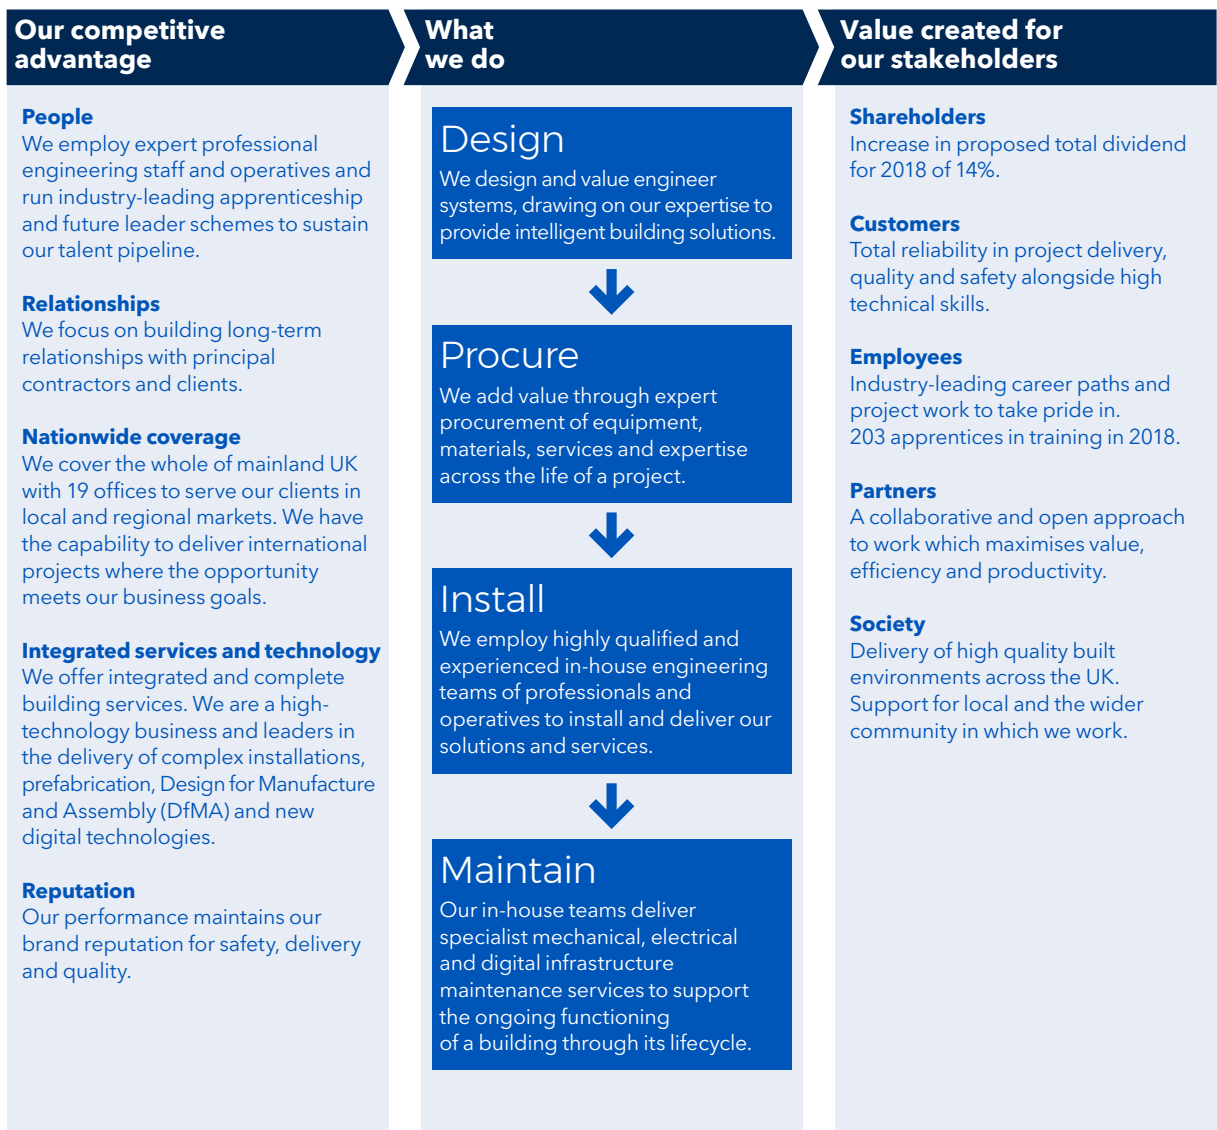 Our competitive
advantage
People
We employ expert professional
engineering staff and operatives and
run industry-leading apprenticeship
and future leader schemes to sustain
our talent pipeline.
Relationships
We focus on building long-term
relationships with principal
contractors and clients.
Nationwide coverage
We cover the whole of mainland UK
with 19 offices to serve our clients in
local and regional markets. We have
the capability to deliver international
projects where the opportunity
meets our business goals.
Integrated services and technology
We offer integrated and complete
building services. We are a high-
technology business and leaders in
the delivery of complex installations,
prefabrication, Design for Manufacture
and Assembly (DfMA) and new
digital technologies.
Reputation
Our performance maintains our
brand reputation for safety, delivery
and quality.
What
we do
Design
We design and value engineer
systems, drawing on our expertise to
provide intelligent building solutions.
Procure
We add value through expert
procurement of equipment,
materials, services and expertise
across the life of a project.
Install
We employ highly qualified and
experienced in-house engineering
teams of professionals and
operatives to install and deliver our
solutions and services.
Maintain
Our in-house teams deliver
specialist mechanical, electrical
and digital infrastructure
maintenance services to support
the ongoing functioning
of a building through its lifecycle.
Value created for
our stakeholders
Shareholders
Increase in proposed total dividend
for 2018 of 14%.
Customers
Total reliability in project delivery,
quality and safety alongside high
technical skills.
Employees
Industry-leading career paths and
project work to take pride in.
203 apprentices in training in 2018.
Partners
A collaborative and open approach
to work which maximises value,
efficiency and productivity.
Society
Delivery of high quality built
environments across the UK.
Support for local and the wider
community in which we work.